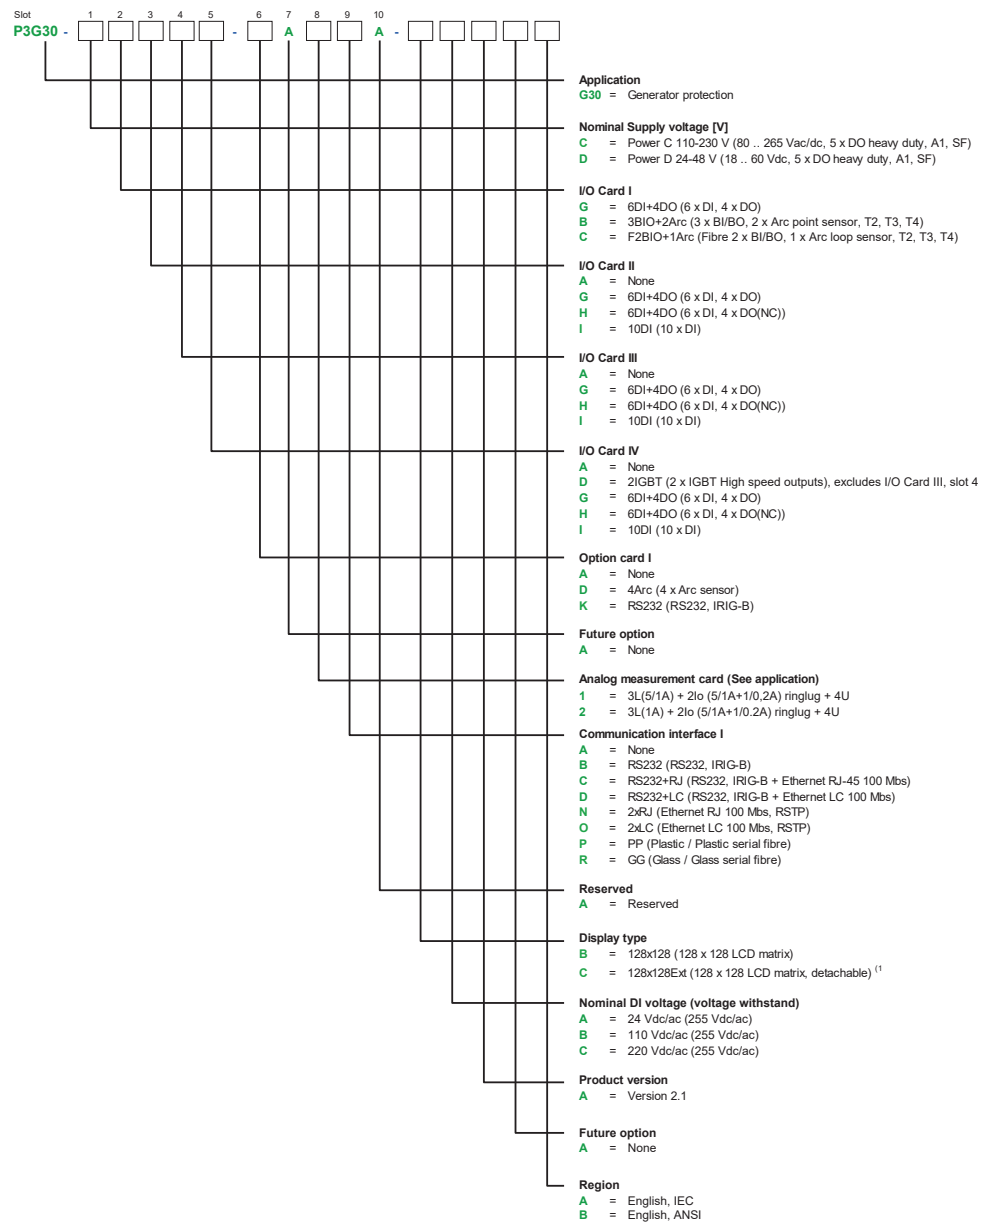 Slot 1 2 3 4 5 6 7 8 9 10
P3G30 - - A A -
Application
G30 = Generator protection
Nominal Supply voltage [V]
C = Power C 110-230 V (80 .. 265 Vac/dc, 5 x DO heavy duty, A1, SF)
D = Power D 24-48 V (18 .. 60 Vdc, 5 x DO heavy duty, A1, SF)
I/O Card I
G = 6DI+4DO (6 x DI, 4 x DO)
B = 3BIO+2Arc (3 x BI/BO, 2 x Arc point sensor, T2, T3, T4)
C = F2BIO+1Arc (Fibre 2 x BI/BO, 1 x Arc loop sensor, T2, T3, T4)
I/O Card II
A = None
G = 6DI+4DO (6 x DI, 4 x DO)
H = 6DI+4DO (6 x DI, 4 x DO(NC))
I = 10DI (10 x DI)
I/O Card III
A = None
G = 6DI+4DO (6 x DI, 4 x DO)
H = 6DI+4DO (6 x DI, 4 x DO(NC))
I = 10DI (10 x DI)
I/O Card IV
A = None
D = 2IGBT (2 x IGBT High speed outputs), excludes I/O Card III, slot 4
G = 6DI+4DO (6 x DI, 4 x DO)
H = 6DI+4DO (6 x DI, 4 x DO(NC))
I = 10DI (10 x DI)
Option card I
A = None
D = 4Arc (4 x Arc sensor)
K = RS232 (RS232, IRIG-B)
Future option
A = None
Analog measurement card (See application)
1 = 3L(5/1A) + 2Io (5/1A+1/0,2A) ringlug + 4U
2 = 3L(1A) + 2Io (5/1A+1/0.2A) ringlug + 4U
Communication interface I
A = None
B = RS232 (RS232, IRIG-B)
C = RS232+RJ (RS232, IRIG-B + Ethernet RJ-45 100 Mbs)
D = RS232+LC (RS232, IRIG-B + Ethernet LC 100 Mbs)
N = 2xRJ (Ethernet RJ 100 Mbs, RSTP)
O = 2xLC (Ethernet LC 100 Mbs, RSTP)
P = PP (Plastic / Plastic serial fibre)
R = GG (Glass / Glass serial fibre)
Reserved
A = Reserved
Display type
B = 128x128 (128 x 128 LCD matrix)
C = 128x128Ext (128 x 128 LCD matrix, detachable) (1
Nominal DI voltage (voltage withstand)
A = 24 Vdc/ac (255 Vdc/ac)
B = 110 Vdc/ac (255 Vdc/ac)
C = 220 Vdc/ac (255 Vdc/ac)
Product version
A = Version 2.1
Future option
A = None
Region
A = English, IEC
B = English, ANSI